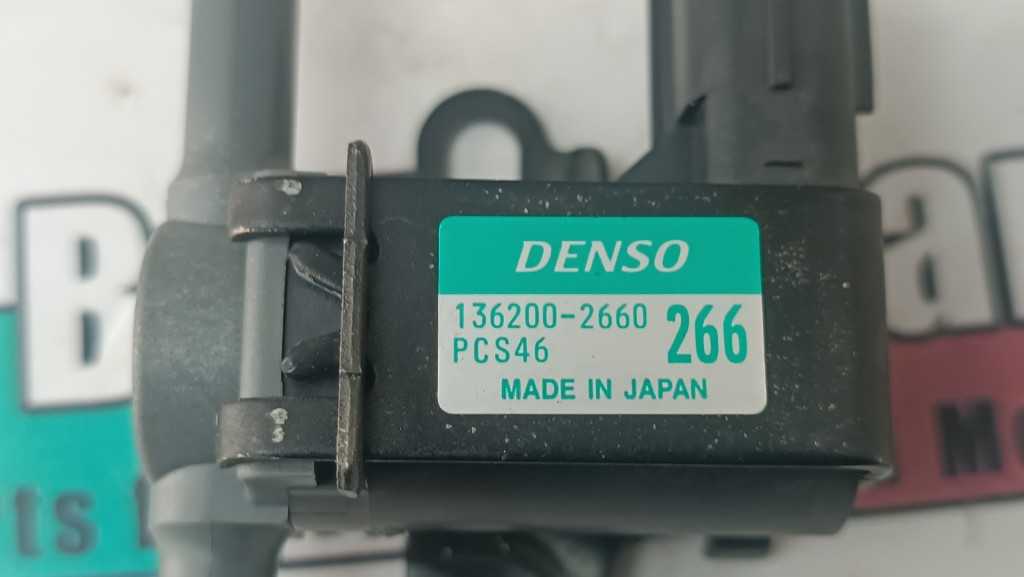 DENSO
136200-2660
PCS46
266
MADE IN JAPAN